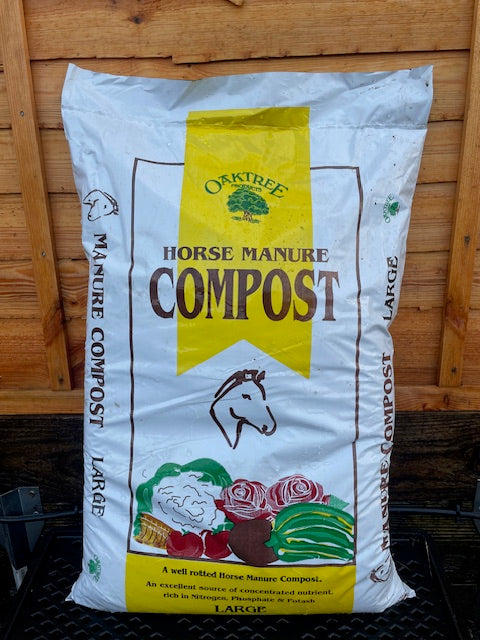 OAKTREE
PRODUCTS
HORSE MANURE
COMPOST
A well rotted Horse Manure Compost.
An excellent source of concentrated nutrient,
rich in Nitrogen, Phosphate & Potash
LARGE
MANURE COMPOST LARGE
OAKTREE
MANURE COMPOST LARGE